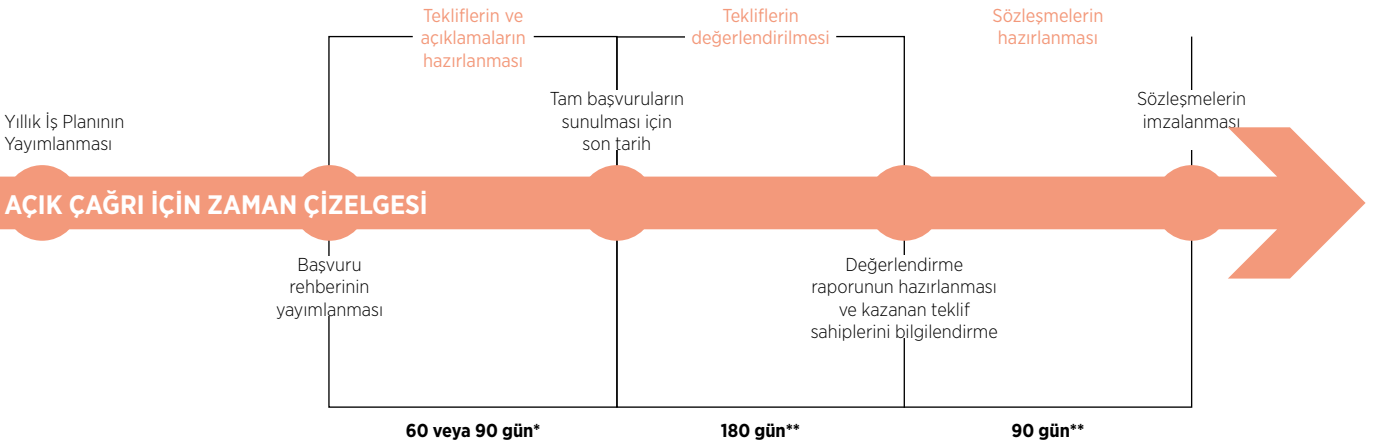 Tekliflerin ve
açıklamaların
hazırlanması
Tekliflerin
değerlendirilmesi
Sözleşmelerin
hazırlanması
Yıllık İş Planının
Yayımlanması
Tam başvuruların
sunulması için
son tarih
Sözleşmelerin
imzalanması
AÇIK ÇAĞRI İÇİN ZAMAN ÇİZELGESİ
Başvuru
rehberinin
yayımlanması
Değerlendirme
raporunun hazırlanması
ve kazanan teklif
sahiplerini bilgilendirme
60 veya 90 gün*
180 gün**
90 gün**